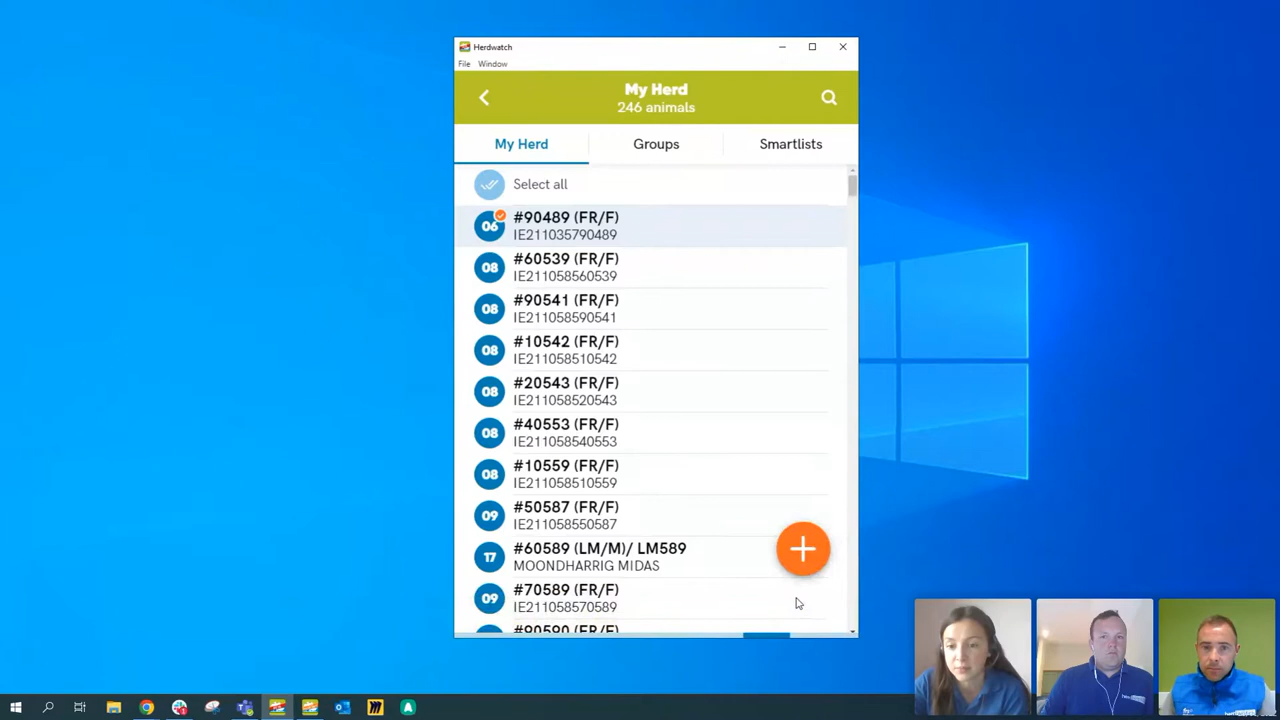 Herdwatch
File Window
My Herd
246 animals
My Herd Groups Smartlists
Select all
06 #90489 (FR/F)
IE211035790489
08 #60539 (FR/F)
IE211058560539
08 #90541 (FR/F)
IE211058590541
08 #10542 (FR/F)
IE211058510542
08 #20543 (FR/F)
IE211058520543
08 #40553 (FR/F)
IE211058540553
08 #10559 (FR/F)
IE211058510559
09 #50587 (FR/F)
IE211058550587
17 #60589 (LM/M)/ LM589
MOONDHARRIG MIDAS
09 #70589 (FR/F)
IE211058570589
#90590 (FR/F)